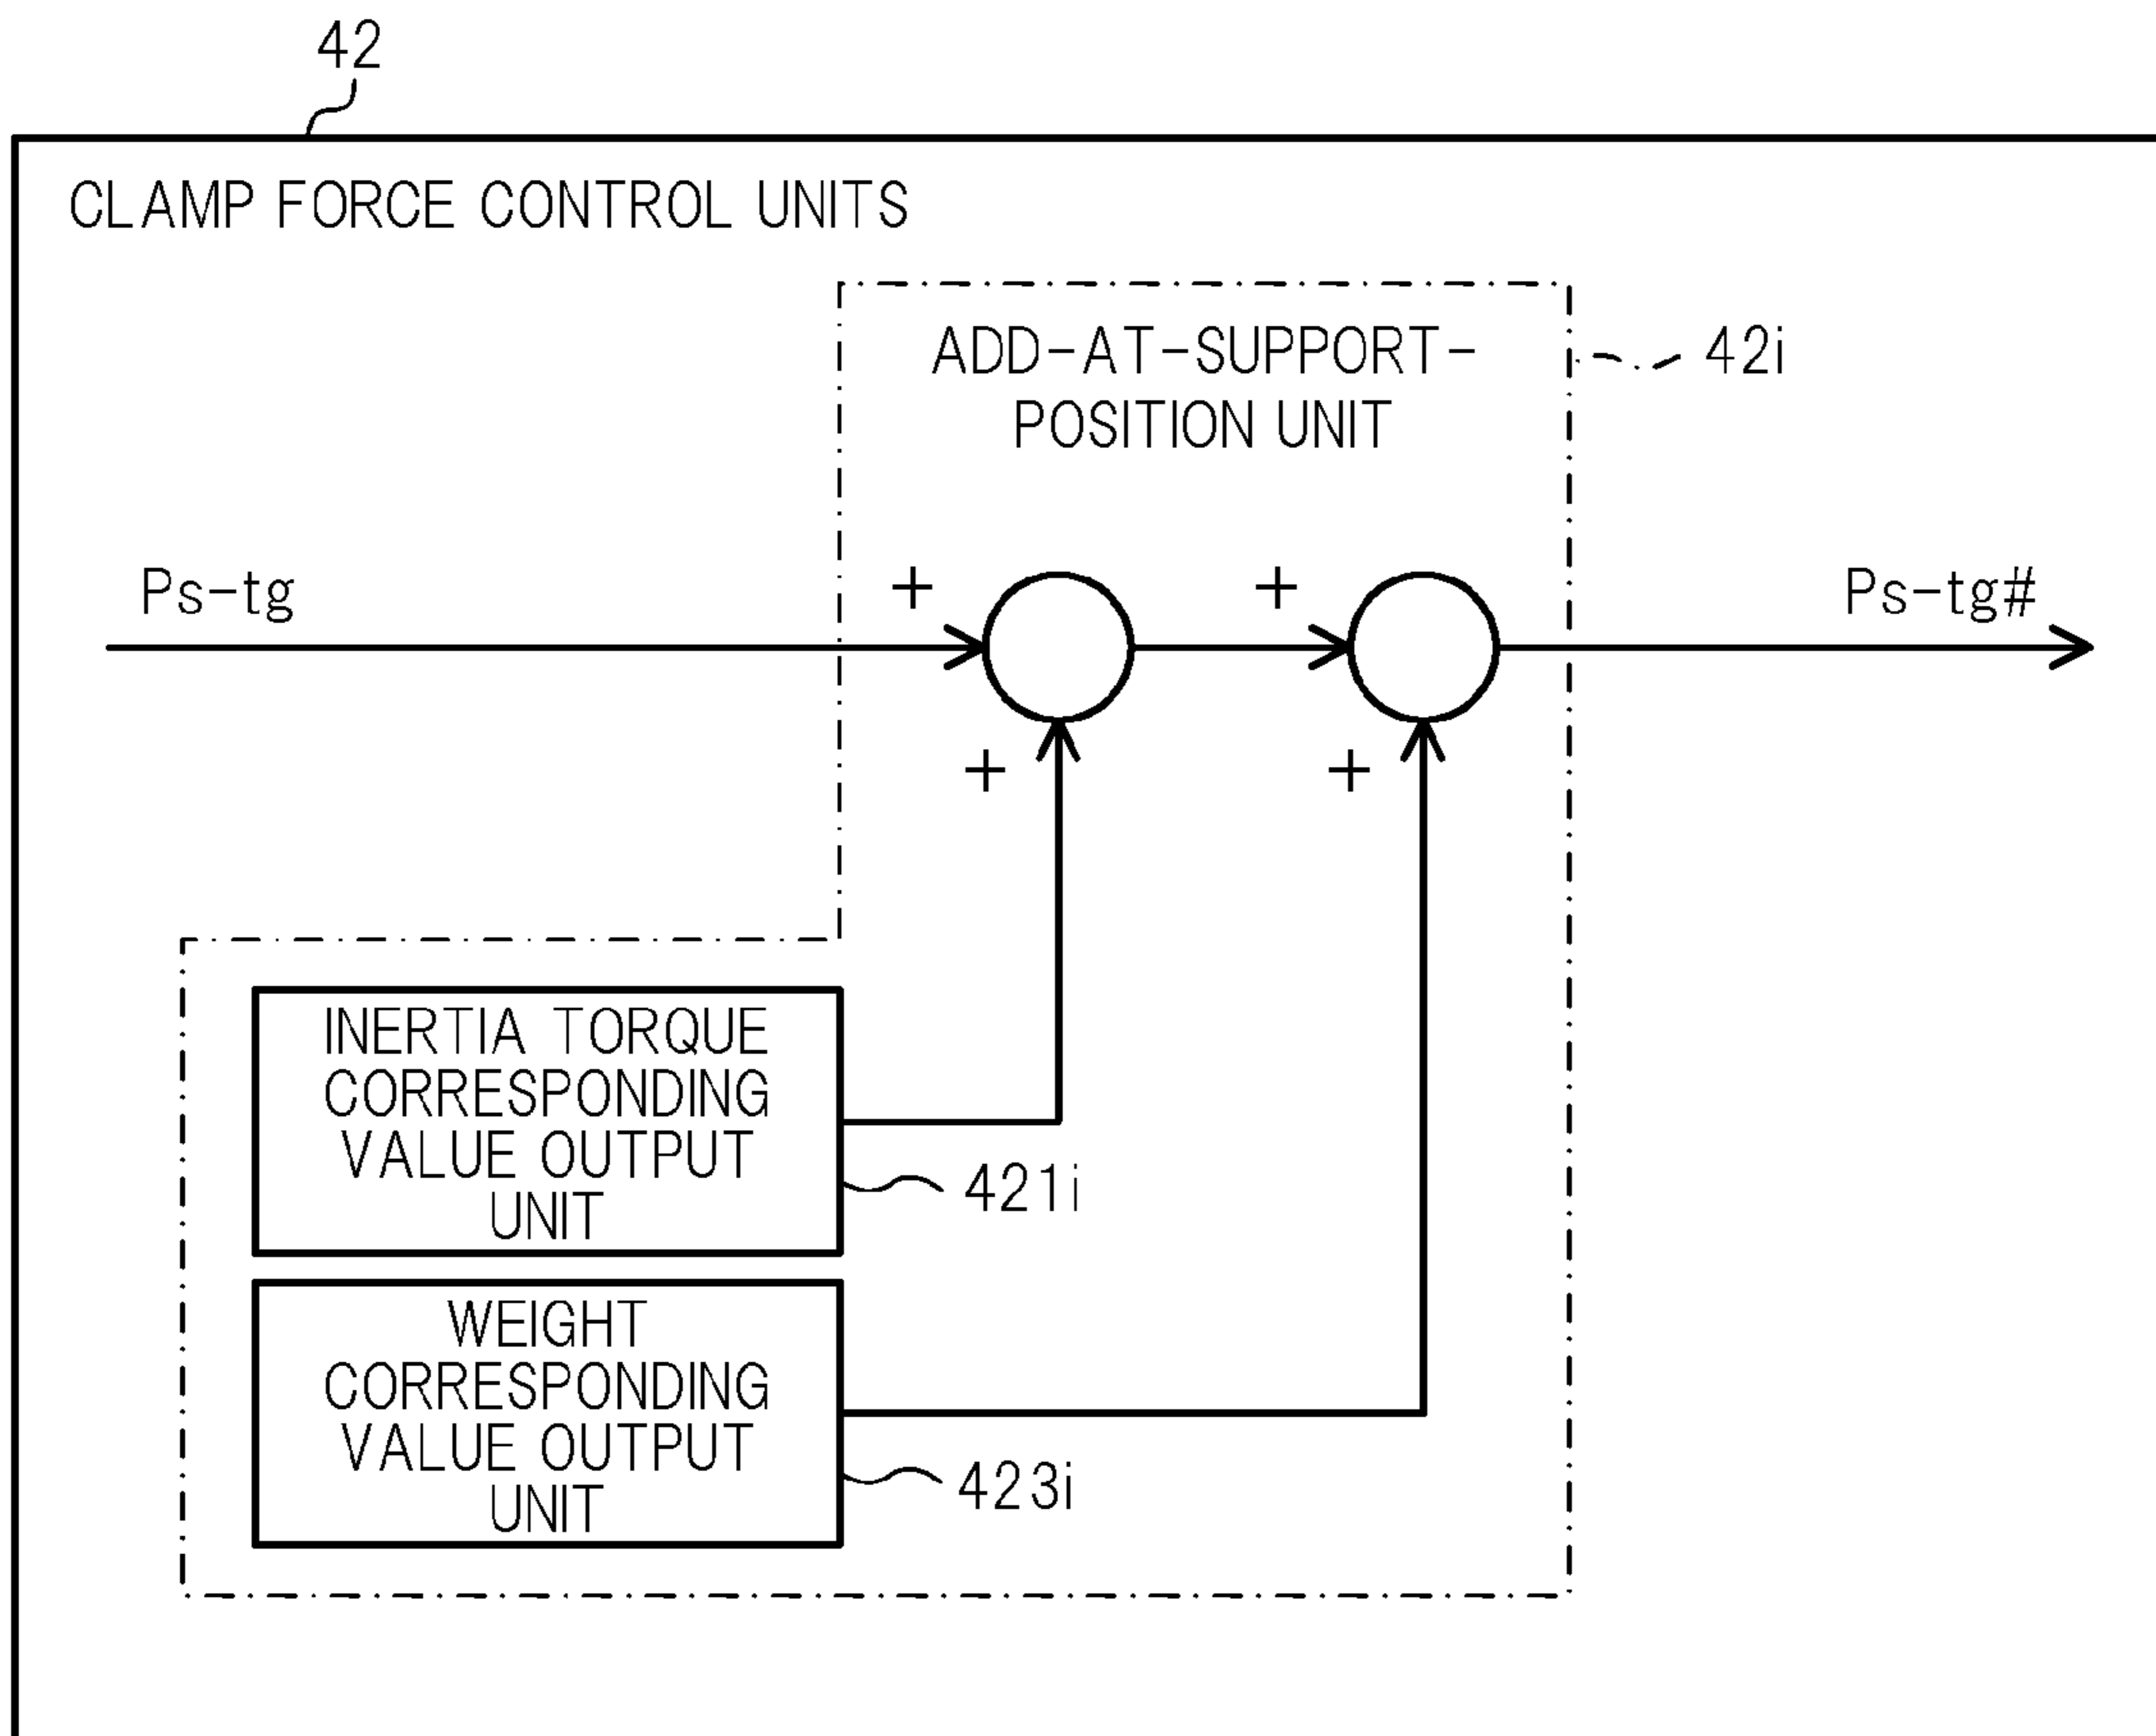 42
CLAMP FORCE CONTROL UNITS
ADD-AT-SUPPORT-
POSITION UNIT
42i
Ps-tg
+
+
Ps-tg#
+
+
INERTIA TORQUE
CORRESPONDING
VALUE OUTPUT
UNIT
421i
WEIGHT
CORRESPONDING
VALUE OUTPUT
UNIT
423i